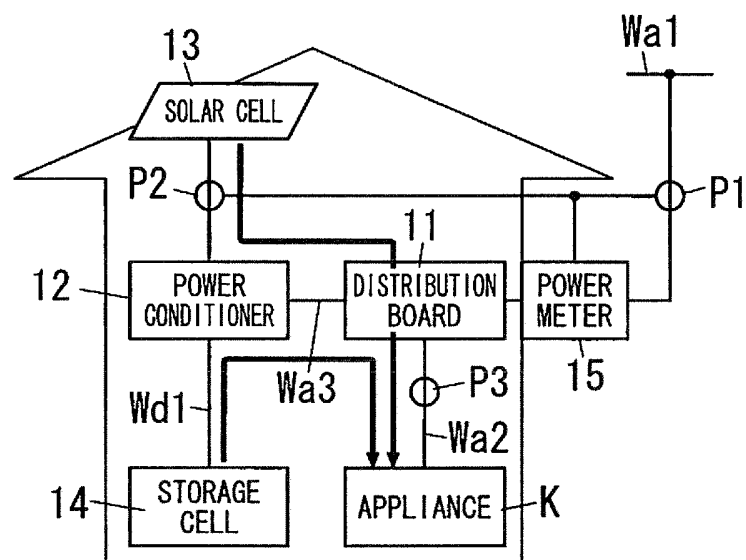 13
Wa1
SOLAR CELL
P2
P1
11
12
POWER
CONDITIONER
DISTRIBUTION
BOARD
POWER
METER
Wa3
15
P3
Wd1
Wa2
14
STORAGE
CELL
APPLIANCE
K